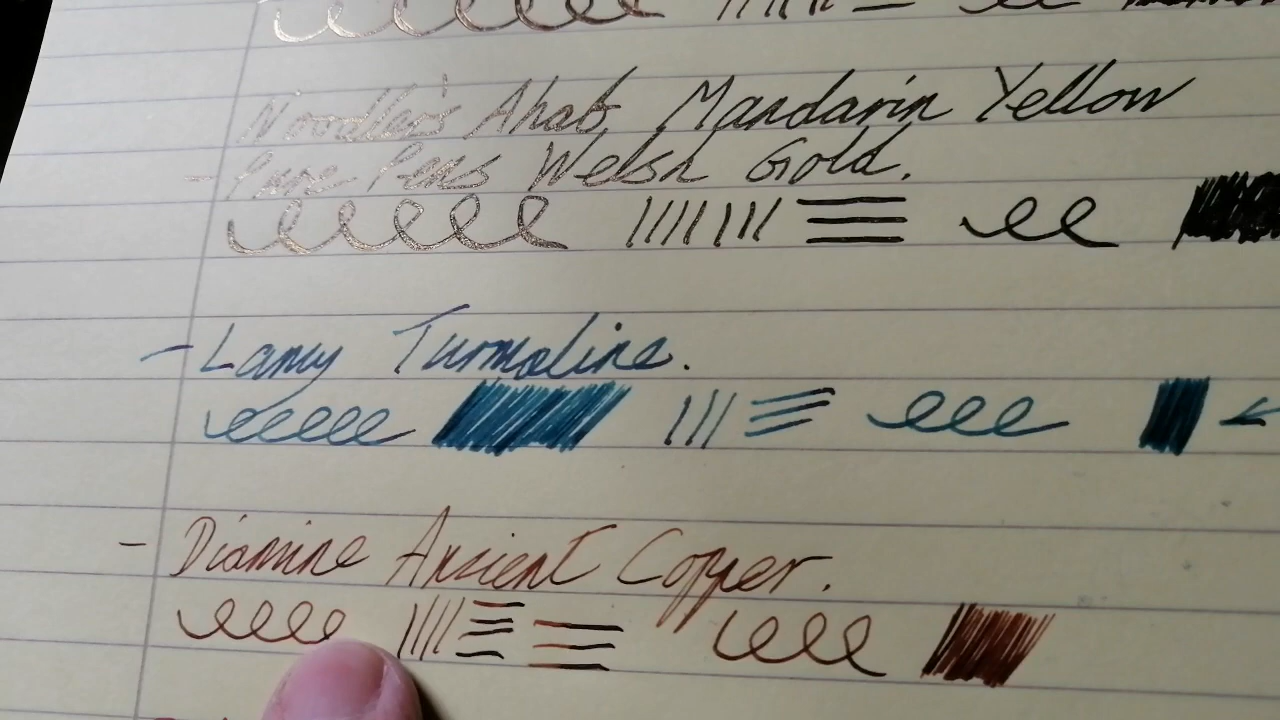 Noodler's Ahab, Mandarin Yellow
- Pure Pens Welsh Gold.
- Lamy Turmaline.
- Diamine Ancient Copper.